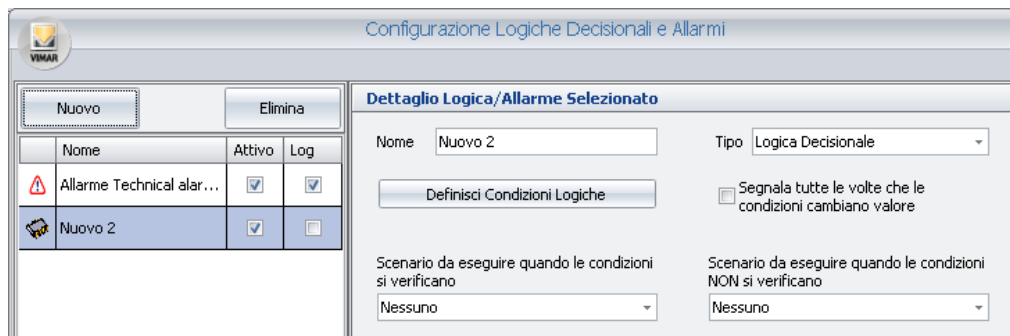 Configurazione Logiche Decisionali e Allarmi
VIMAR
Nuovo
Elimina
Nome
Attivo
Log
Allarme Technical alar...
Nuovo 2
Dettaglio Logica/Allarme Selezionato
Nome
Nuovo 2
Tipo
Logica Decisionale
Definisci Condizioni Logiche
Segnala tutte le volte che le
condizioni cambiano valore
Scenario da eseguire quando le condizioni
si verificano
Nessuno
Scenario da eseguire quando le condizioni
NON si verificano
Nessuno